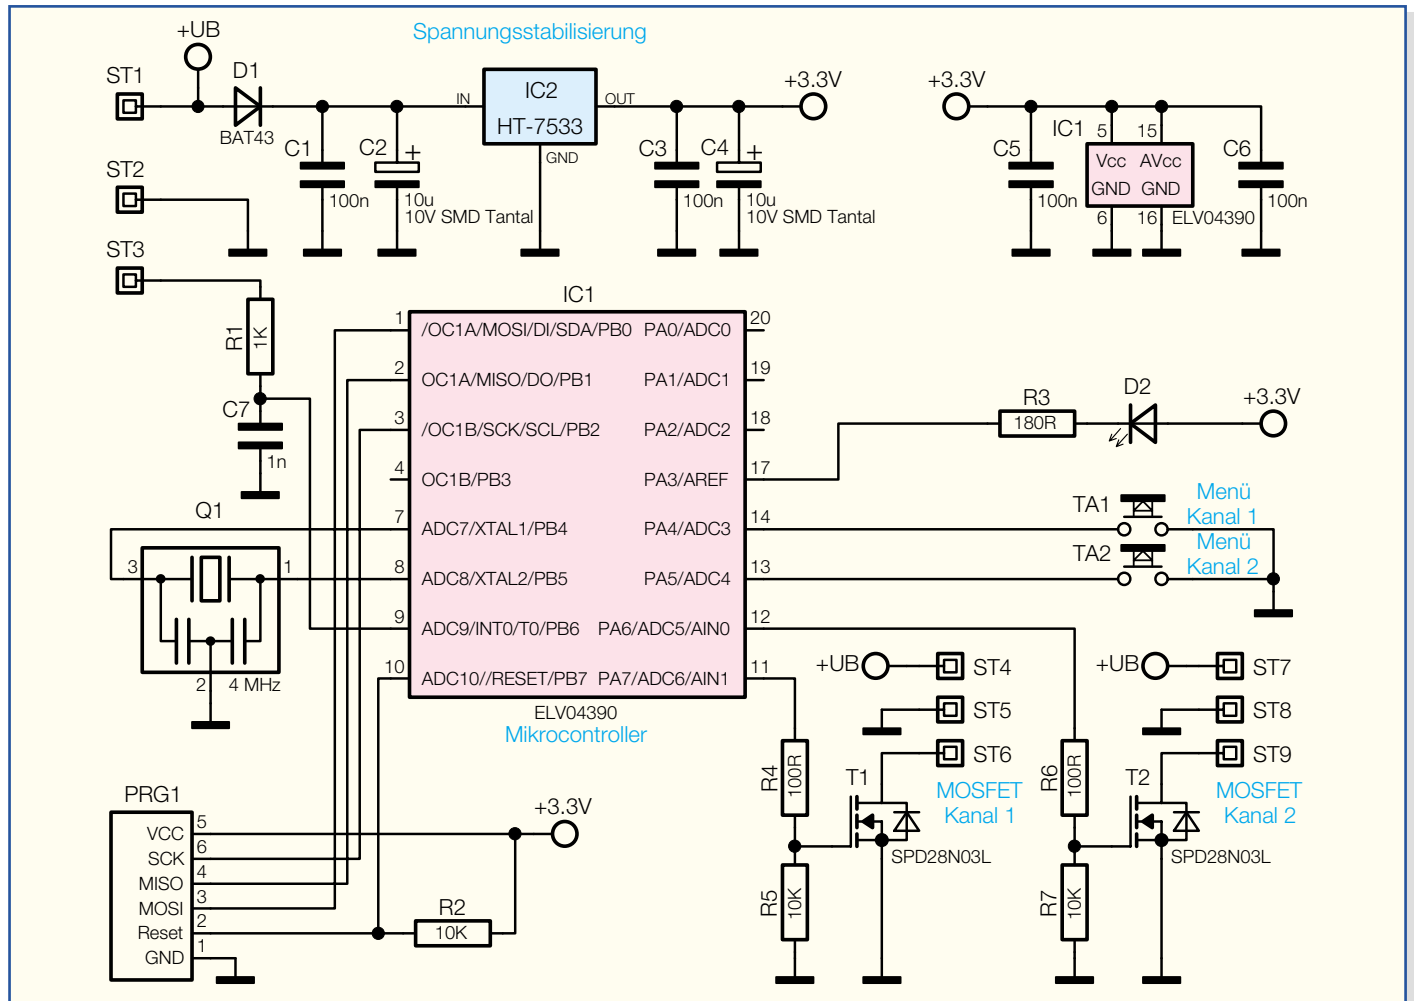 Spannungsstabilisierung
+UB
ST1
D1
BAT43
IN
IC2
HT-7533
OUT
GND
+3.3V
+3.3V
C1
100n
C2
+
10u
10V SMD Tantal
C3
100n
C4
+
10u
10V SMD Tantal
C5
100n
IC1
5
15
Vcc
AVcc
GND
GND
6
16
ELV04390
C6
100n
ST2
ST3
R1
1K
C7
1n
IC1
1
/OC1A/MOSI/DI/SDA/PB0
PA0/ADC0
20
2
OC1A/MISO/DO/PB1
PA1/ADC1
19
3
/OC1B/SCK/SCL/PB2
PA2/ADC2
18
4
OC1B/PB3
PA3/AREF
17
7
ADC7/XTAL1/PB4
PA4/ADC3
14
8
ADC8/XTAL2/PB5
PA5/ADC4
13
9
ADC9/INT0/T0/PB6
PA6/ADC5/AIN0
12
10
ADC10//RESET/PB7
PA7/ADC6/AIN1
11
ELV04390
Mikrocontroller
R3
180R
D2
+3.3V
TA1
Menü
Kanal 1
TA2
Menü
Kanal 2
Q1
3
1
2
4 MHz
+UB
ST4
ST5
ST6
R4
100R
T1
MOSFET
Kanal 1
SPD28N03L
R5
10K
+UB
ST7
ST8
ST9
R6
100R
T2
MOSFET
Kanal 2
SPD28N03L
R7
10K
PRG1
VCC
5
SCK
6
MISO
4
MOSI
3
Reset
2
GND
1
+3.3V
R2
10K